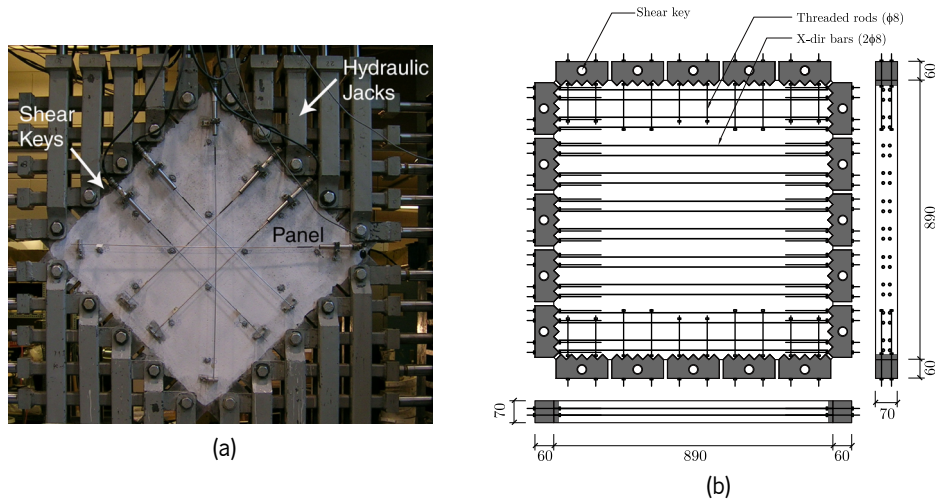 Hydraulic
Jacks
Shear
Keys
Panel
(a)
Shear key
Threaded rods (ϕ8)
X-dir bars (2ϕ8)
60
890
60
70
70
60
890
60
(b)